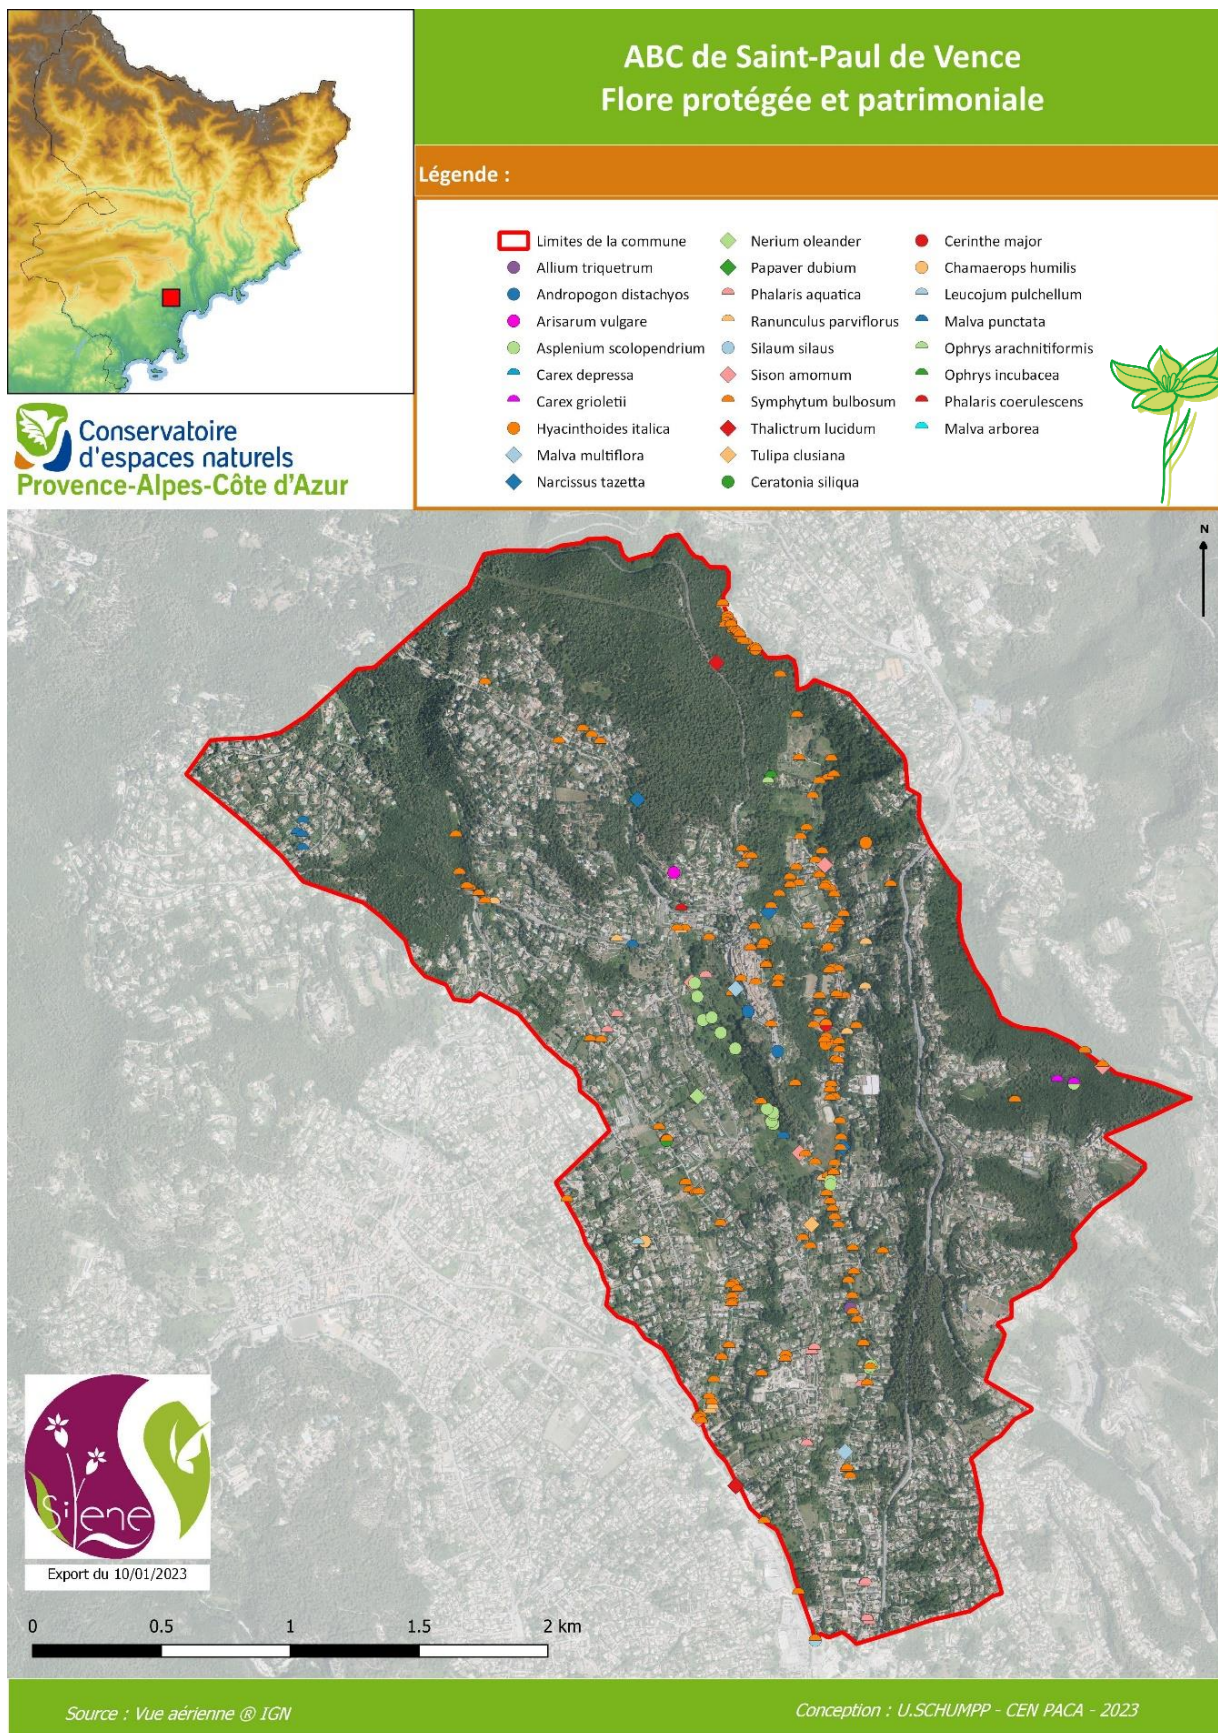 ABC de Saint-Paul de Vence
Flore protégée et patrimoniale
Légende :
Limites de la commune
Allium triquetrum
Andropogon distachyos
Arisarum vulgare
Asplenium scolopendrium
Carex depressa
Carex grioletii
Hyacinthoides italica
Malva multiflora
Narcissus tazetta
Nerium oleander
Papaver dubium
Phalaris aquatica
Ranunculus parviflorus
Silaum silaus
Sison amomum
Symphytum bulbosum
Thalictrum lucidum
Tulipa clusiana
Ceratonia siliqua
Cerinthe major
Chamaerops humilis
Leucojum pulchellum
Malva punctata
Ophrys arachnitiformis
Ophrys incubacea
Phalaris coerulescens
Malva arborea
Conservatoire
d'espaces naturels
Provence-Alpes-Côte d'Azur
N
Silene
Export du 10/01/2023
0 0.5 1 1.5 2 km
Source : Vue aérienne ® IGN
Conception : U.SCHUMPP - CEN PACA - 2023